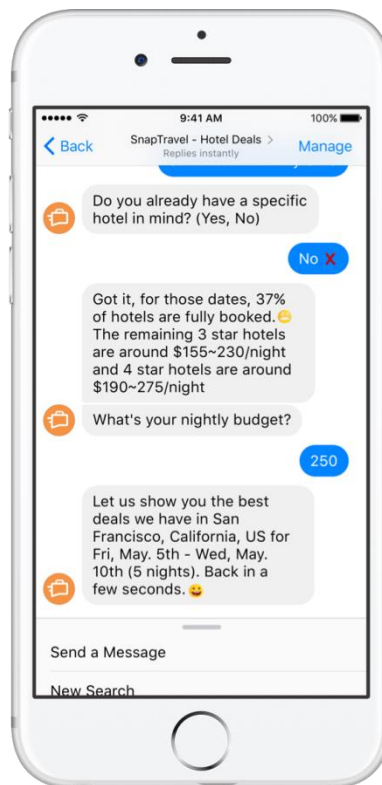 9:41 AM
100%
Back
SnapTravel - Hotel Deals >
Manage
Replies instantly
Do you already have a specific
hotel in mind? (Yes, No)
No ❌
Got it, for those dates, 37%
of hotels are fully booked.😬
The remaining 3 star hotels
are around $155~230/night
and 4 star hotels are around
$190~275/night
What's your nightly budget?
250
Let us show you the best
deals we have in San
Francisco, California, US for
Fri, May. 5th - Wed, May.
10th (5 nights). Back in a
few seconds. 😀
Send a Message
New Search